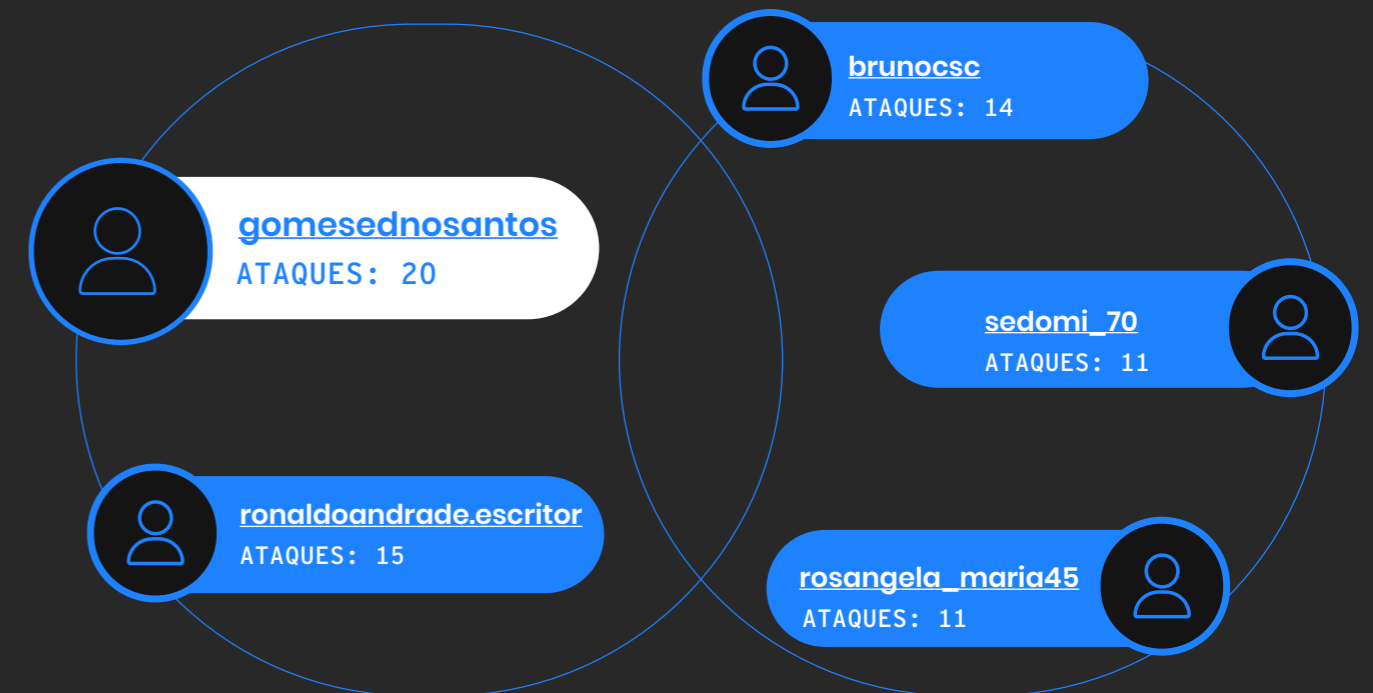 brunocsc
ATAQUES: 14
gomesednosantos
ATAQUES: 20
sedomi_70
ATAQUES: 11
ronaldoandrade.escritor
ATAQUES: 15
rosangela_maria45
ATAQUES: 11